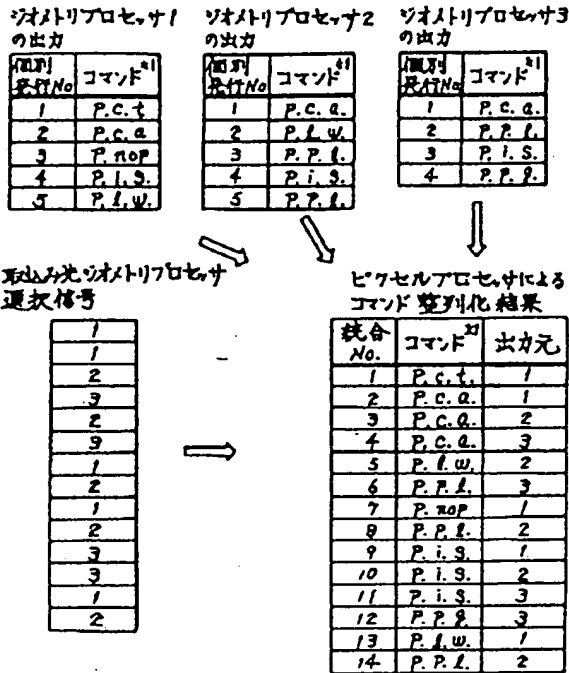 ジオメトリプロセッサ1
の出力
個別
発行No
コマンド*1
1 P.c.t
2 P.c.a
3 P.nop
4 P.i.s.
5 P.l.w.
ジオメトリプロセッサ2
の出力
個別
発行No
コマンド*1
1 P.c.a.
2 P.l.w.
3 P.P.l.
4 P.i.s.
5 P.P.l.
ジオメトリプロセッサ3
の出力
個別
発行No
コマンド*1
1 P.c.a.
2 P.P.l.
3 P.i.s.
4 P.P.l.
取込み先ジオメトリプロセッサ
選択信号
1
1
2
3
2
3
1
2
1
2
3
3
1
2
ピクセルプロセッサによる
コマンド整列化結果
統合
No.
コマンド*1
出力元
1 P.c.t. 1
2 P.c.a. 1
3 P.c.a. 2
4 P.c.a. 3
5 P.l.w. 2
6 P.P.l. 3
7 P.nop 1
8 P.P.l. 2
9 P.i.s. 1
10 P.i.s. 2
11 P.i.s. 3
12 P.P.l. 3
13 P.l.w. 1
14 P.P.l. 2